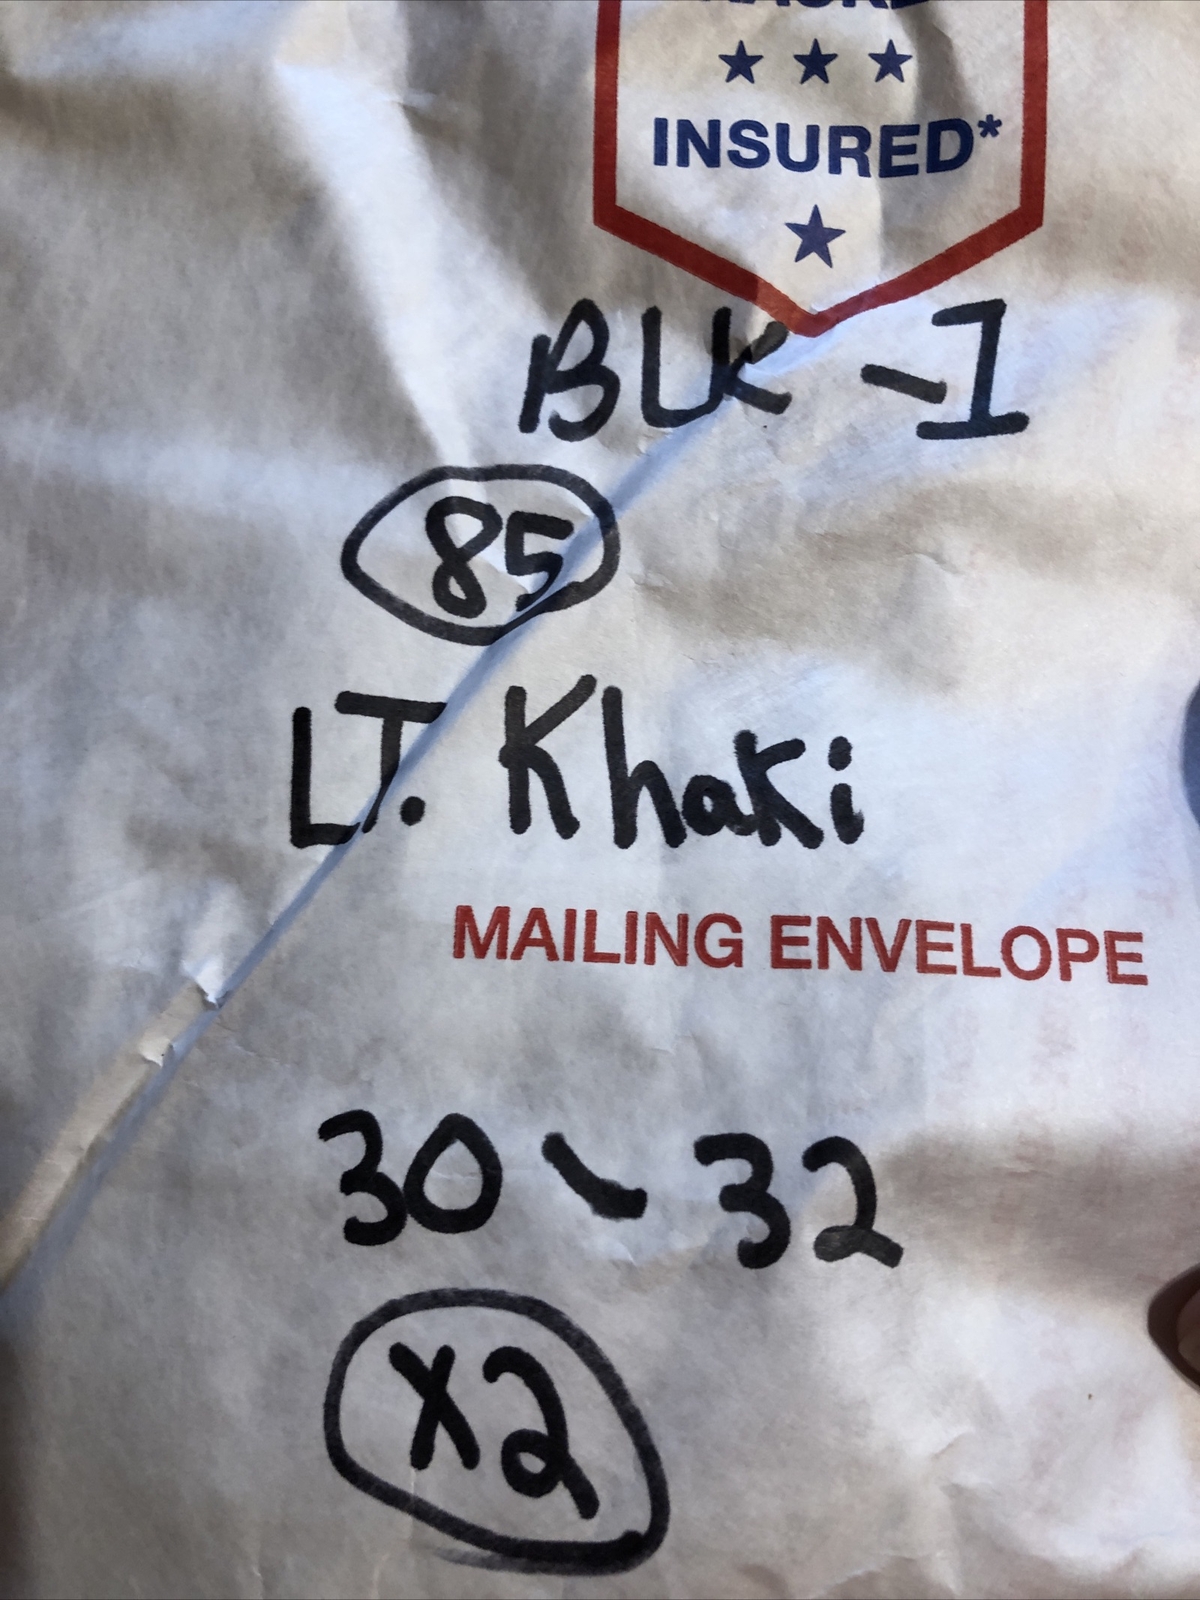 INSURED*
BLK -1
85
LT. Khaki
MAILING ENVELOPE
30-32
X2